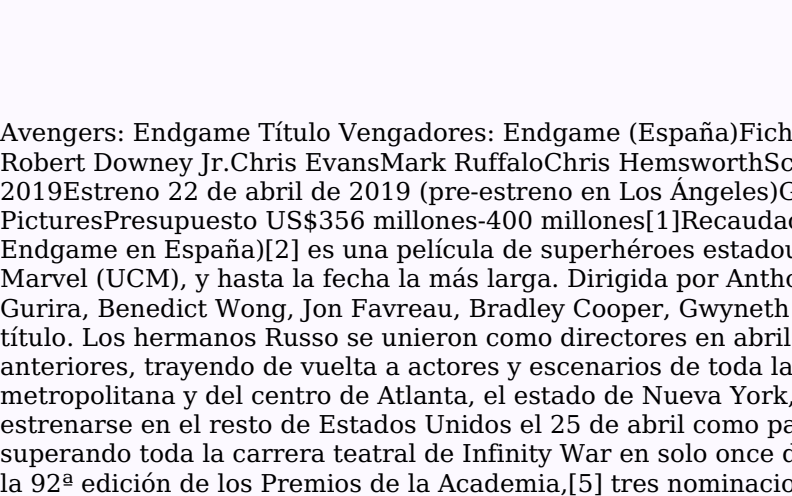 Avengers: Endgame Título Vengadores: Endgame (España)Fich
Robert Downey Jr.Chris EvansMark RuffaloChris HemsworthSc
2019Estreno 22 de abril de 2019 (pre-estreno en Los Ángeles)G
PicturesPresupuesto US$356 millones-400 millones[1]Recaudac
Endgame en España)[2] es una película de superhéroes estadou
Marvel (UCM), y hasta la fecha la más larga. Dirigida por Antho
Gurira, Benedict Wong, Jon Favreau, Bradley Cooper, Gwyneth
título. Los hermanos Russo se unieron como directores en abril
anteriores, trayendo de vuelta a actores y escenarios de toda la
metropolitana y del centro de Atlanta, el estado de Nueva York,
estrenarse en el resto de Estados Unidos el 25 de abril como pa
superando toda la carrera teatral de Infinity War en solo once d
la 92ª edición de los Premios de la Academia,[5] tres nominacio